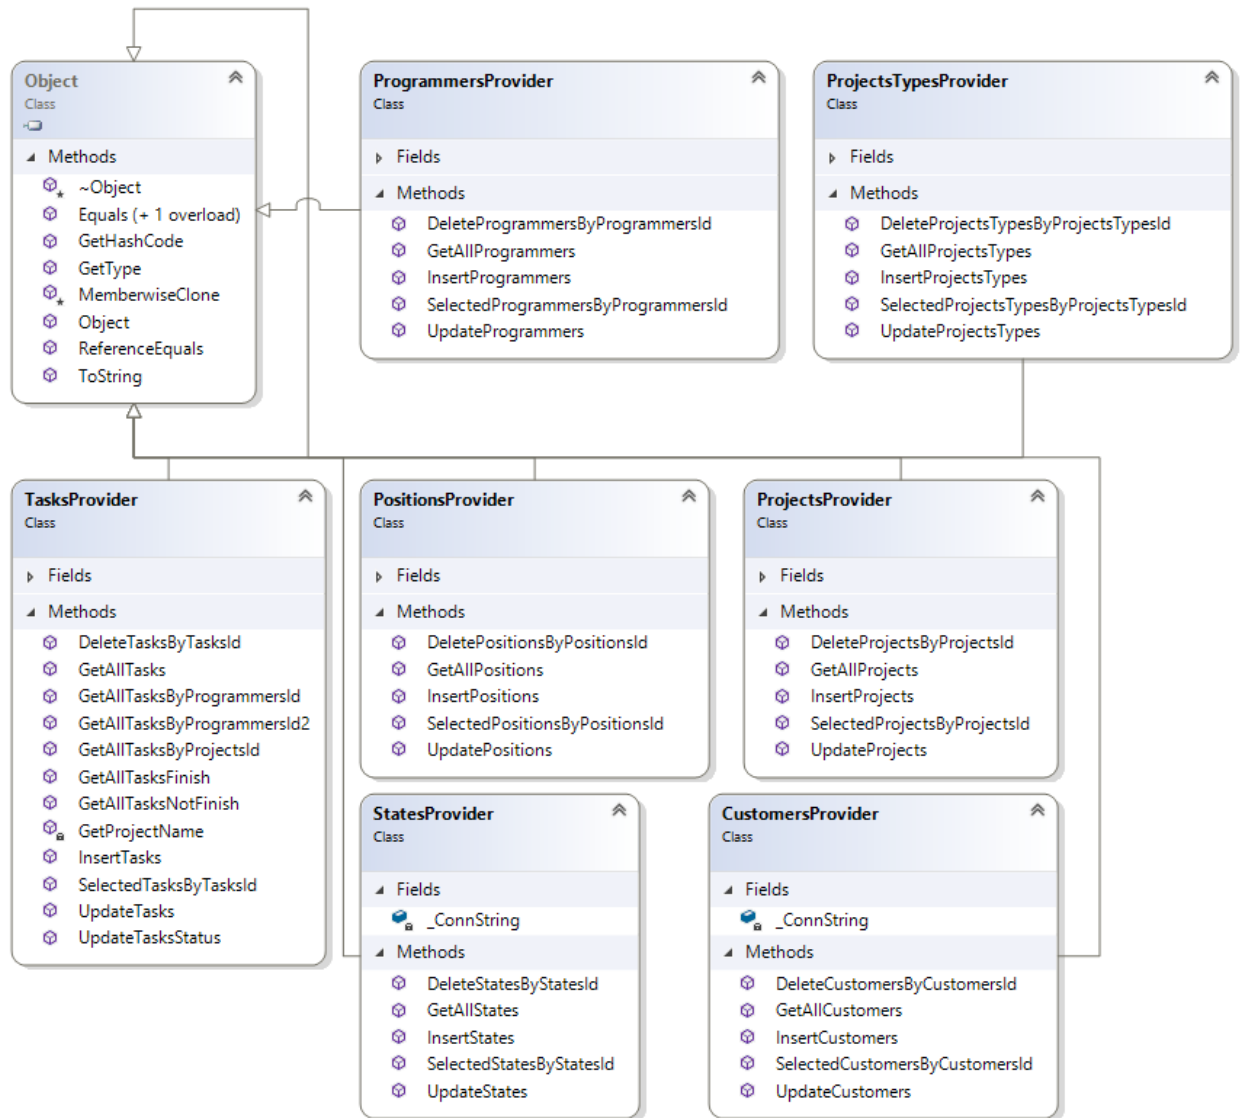 Object
Class
Methods
~Object
Equals (+ 1 overload)
GetHashCode
GetType
MemberwiseClone
Object
ReferenceEquals
ToString
ProgrammersProvider
Class
Fields
Methods
DeleteProgrammersByProgrammersId
GetAllProgrammers
InsertProgrammers
SelectedProgrammersByProgrammersId
UpdateProgrammers
ProjectsTypesProvider
Class
Fields
Methods
DeleteProjectsTypesByProjectsTypesId
GetAllProjectsTypes
InsertProjectsTypes
SelectedProjectsTypesByProjectsTypesId
UpdateProjectsTypes
TasksProvider
Class
Fields
Methods
DeleteTasksByTasksId
GetAllTasks
GetAllTasksByProgrammersId
GetAllTasksByProgrammersId2
GetAllTasksByProjectsId
GetAllTasksFinish
GetAllTasksNotFinish
GetProjectName
InsertTasks
SelectedTasksByTasksId
UpdateTasks
UpdateTasksStatus
PositionsProvider
Class
Fields
Methods
DeletePositionsByPositionsId
GetAllPositions
InsertPositions
SelectedPositionsByPositionsId
UpdatePositions
ProjectsProvider
Class
Fields
Methods
DeleteProjectsByProjectsId
GetAllProjects
InsertProjects
SelectedProjectsByProjectsId
UpdateProjects
StatesProvider
Class
Fields
_ConnString
Methods
DeleteStatesByStatesId
GetAllStates
InsertStates
SelectedStatesByStatesId
UpdateStates
CustomersProvider
Class
Fields
_ConnString
Methods
DeleteCustomersByCustomersId
GetAllCustomers
InsertCustomers
SelectedCustomersByCustomersId
UpdateCustomers